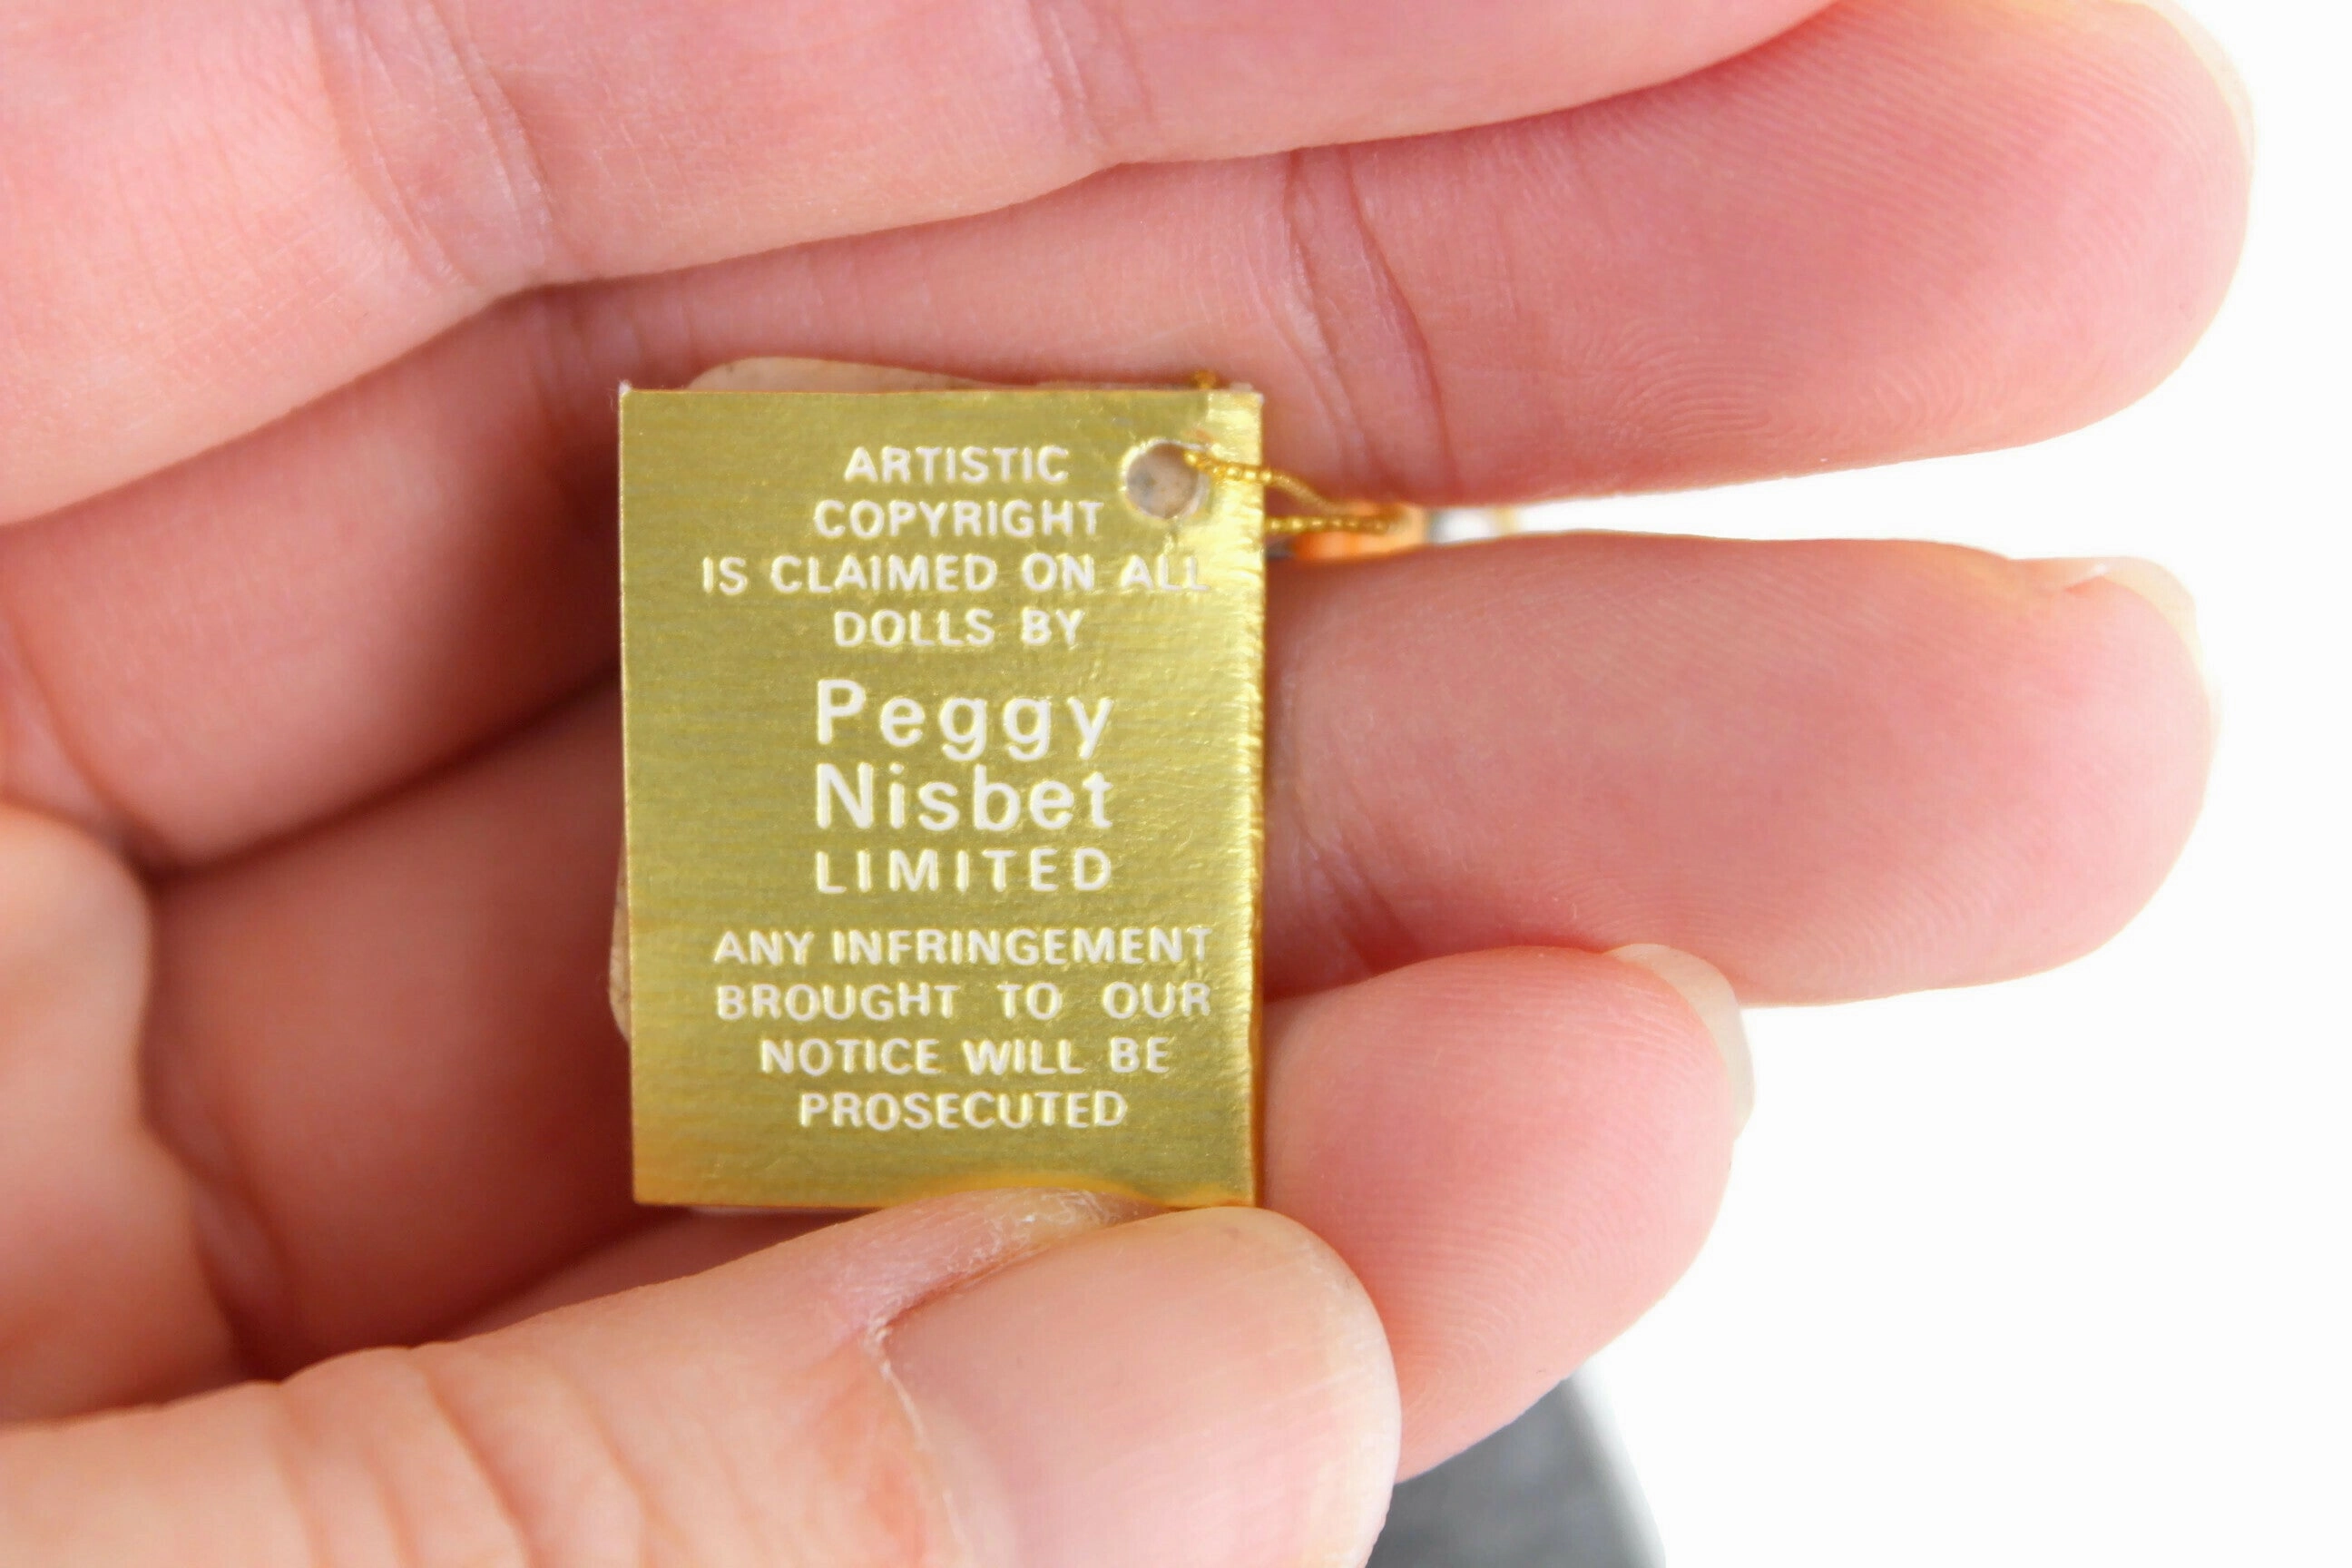 ARTISTIC
COPYRIGHT
IS CLAIMED ON ALL
DOLLS BY
Peggy
Nisbet
LIMITED
ANY INFRINGEMENT
BROUGHT TO OUR
NOTICE WILL BE
PROSECUTED